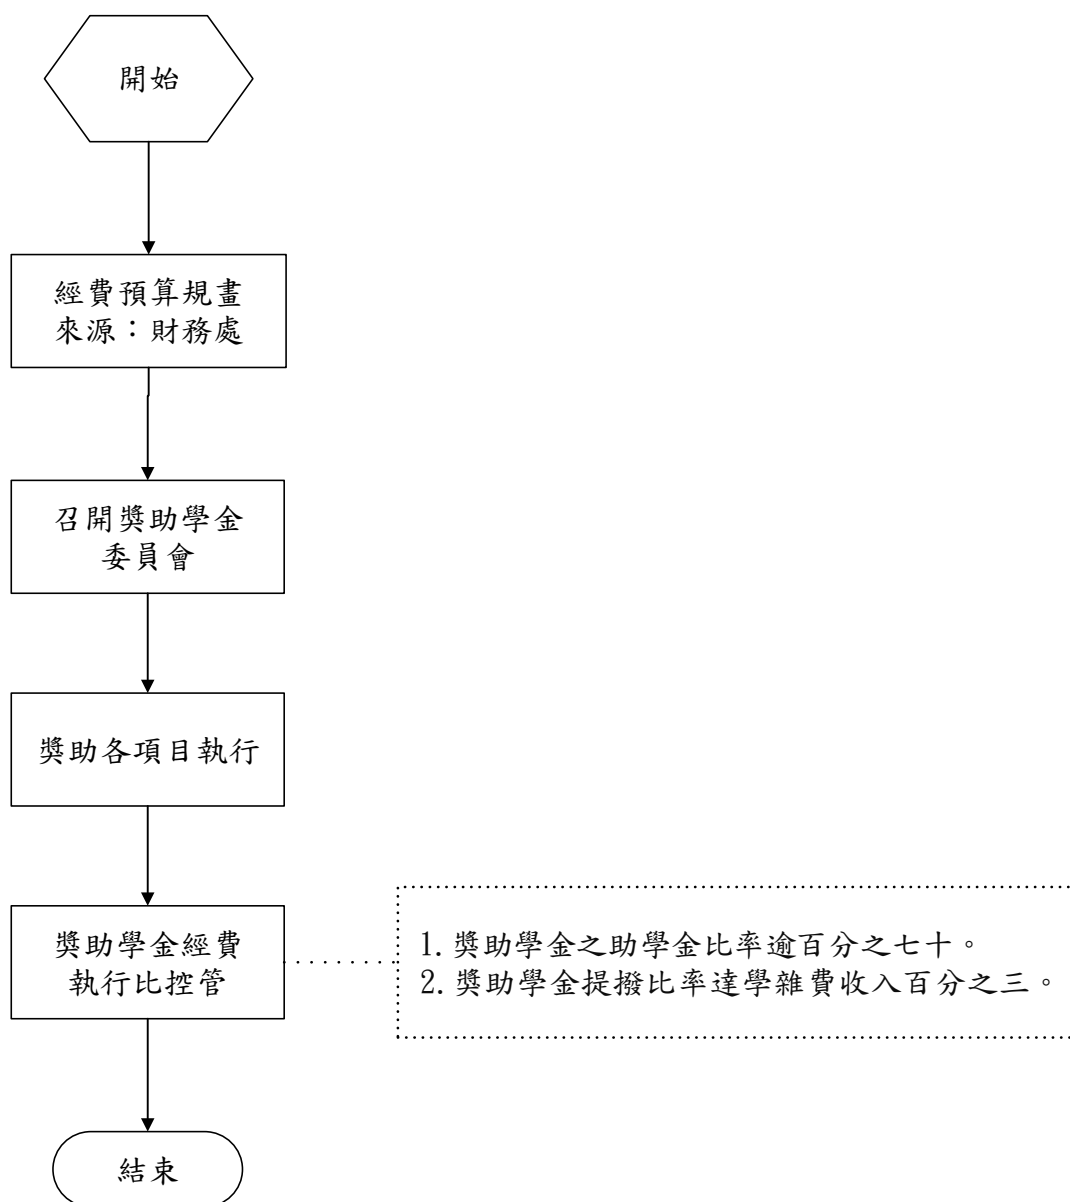 開始
經費預算規畫
來源：財務處
召開獎助學金
委員會
獎助各項目執行
獎助學金經費
執行比控管
1. 獎助學金之助學金比率逾百分之七十。
2. 獎助學金提撥比率達學雜費收入百分之三。
結束